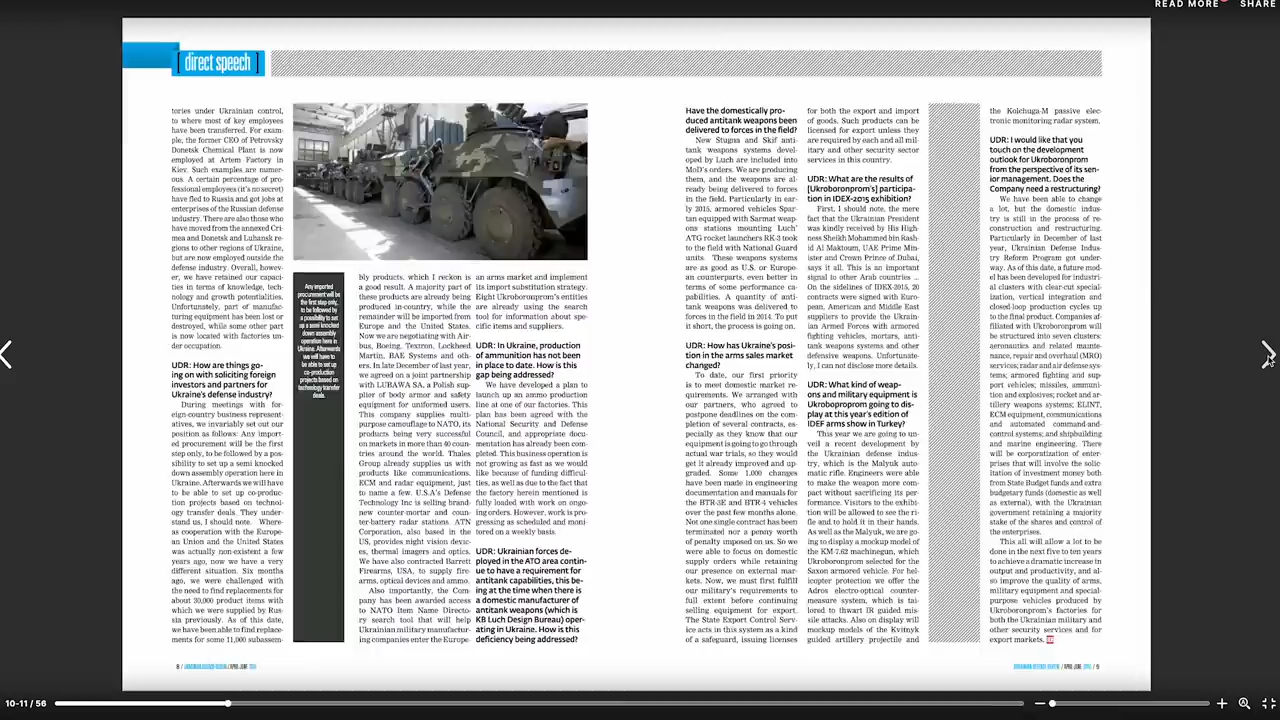 READ MORE
SHARE
[ direct speech ]
tories under Ukrainian control,
to where most of key employees
have been transferred. For exam-
ple, the former CEO of Petrovsky
Donetsk Chemical Plant is now
employed at Artem Factory in
Kiev. Such examples are numer-
ous. A certain percentage of pro-
fessional employees (it's no secret)
have fled to Russia and got jobs at
enterprises of the Russian defense
industry. There are also those who
have moved from the annexed Cri-
mea and Donetsk and Luhansk re-
gions to other regions of Ukraine,
but are now employed outside the
defense industry. Overall, howev-
er, we have retained our capaci-
ties in terms of knowledge, tech-
nology and growth potentialities.
Unfortunately, part of manufac-
turing equipment has been lost or
destroyed, while some other part
is now located with factories un-
der occupation.
UDR: How are things go-
ing on with soliciting foreign
investors and partners for
Ukraine's defense industry?
During meetings with for-
eign-country business represent-
atives, we invariably set out our
position as follows: Any import-
ed procurement will be the first
step only, to be followed by a pos-
sibility to set up a semi knocked
down assembly operation here in
Ukraine. Afterwards we will have
to be able to set up co-produc-
tion projects based on technol-
ogy transfer deals. They under-
stand us, I should note. Where-
as cooperation with the Europe-
an Union and the United States
was actually non-existent a few
years ago, now we have a very
different situation. Six months
ago, we were challenged with
the need to find replacements for
about 30,000 product items with
which we were supplied by Rus-
sia previously. As of this date,
we have been able to find replace-
ments for some 11,000 subassem-
Any imported
procurement will be
the first step only,
to be followed by
a possibility to set
up a semi knocked
down assembly
operation here in
Ukraine. Afterwards
we will have to
be able to set up
co-production
projects based on
technology transfer
deals.
bly products, which I reckon is
a good result. A majority part of
these products are already being
produced in-country, while the
remainder will be imported from
Europe and the United States.
Now we are negotiating with Air-
bus, Boeing, Textron, Lockheed
Martin, BAE Systems and oth-
ers. In late December of last year,
we agreed on a joint partnership
with LUBAWA SA, a Polish sup-
plier of body armor and safety
equipment for uniformed users.
This company supplies multi-
purpose camouflage to NATO, its
products being very successful
on markets in more than 40 coun-
tries around the world. Thales
Group already supplies us with
products like communications,
ECM and radar equipment, just
to name a few. U.S.A's Defense
Technology Inc is selling brand-
new counter-mortar and coun-
ter-battery radar stations ATN
Corporation, also based in the
US, provides night vision devic-
es, thermal imagers and optics.
We have also contracted Barrett
Firearms, USA, to supply fire-
arms, optical devices and ammo.
Also importantly, the Com-
pany has been awarded access
to NATO Item Name Directo-
ry search tool that will help
Ukrainian military manufactur-
ing companies enter the Europe-
an arms market and implement
its import substitution strategy.
Eight Ukroboronprom's entities
are already using the search
tool for information about spe-
cific items and suppliers.
UDR: In Ukraine, production
of ammunition has not been
in place to date. How is this
gap being addressed?
We have developed a plan to
launch up an ammo production
line at one of our factories. This
plan has been agreed with the
National Security and Defense
Council, and appropriate docu-
mentation has already been com-
pleted. This business operation is
not growing as fast as we would
like because of funding difficul-
ties, as well as due to the fact that
the factory herein mentioned is
fully loaded with work on ongo-
ing orders. However, work is pro-
gressing as scheduled and moni-
tored on a weekly basis.
UDR: Ukrainian forces de-
ployed in the ATO area contin-
ue to have a requirement for
antitank capabilities, this be-
ing at the time when there is
a domestic manufacturer of
antitank weapons (which is
KB Luch Design Bureau) oper-
ating in Ukraine. How is this
deficiency being addressed?
Have the domestically pro-
duced antitank weapons been
delivered to forces in the field?
New Stugna and Skif anti-
tank weapons systems devel-
oped by Luch are included into
MoD's orders. We are producing
them, and the weapons are al-
ready being delivered to forces
in the field. Particularly in ear-
ly 2015, armored vehicles Spar-
tan equipped with Sarmat weap-
ons stations mounting Luch'
ATG rocket launchers RK-3 took
to the field with National Guard
units. These weapons systems
are as good as U.S. or Europe-
an counterparts, even better in
terms of some performance ca-
pabilities. A quantity of anti-
tank weapons was delivered to
forces in the field in 2014. To put
it short, the process is going on.
UDR: How has Ukraine's posi-
tion in the arms sales market
changed?
To date, our first priority
is to meet domestic market re-
quirements. We arranged with
our partners, who agreed to
postpone deadlines on the com-
pletion of several contracts, es-
pecially as they know that our
equipment is going to go through
actual war trials, so they would
get it already improved and up-
graded. Some 1,000 changes
have been made in engineering
documentation and manuals for
the BTR-3E and BTR-4 vehicles
over the past few months alone.
Not one single contract has been
terminated nor a penny worth
of penalty imposed on us. So we
were able to focus on domestic
supply orders while retaining
our presence on external mar-
kets. Now, we must first fulfill
our military's requirements to
full extent before continuing
selling equipment for export.
The State Export Control Serv-
ice acts in this system as a kind
of a safeguard, issuing licenses
for both the export and import
of goods. Such products can be
licensed for export unless they
are required by each and all mil-
itary and other security sector
services in this country.
UDR: What are the results of
[Ukroboronprom's] participa-
tion in IDEX-2015 exhibition?
First, I should note, the mere
fact that the Ukrainian President
was kindly received by His High-
ness Sheikh Mohammed bin Rash-
id Al Maktoum, UAE Prime Min-
ister and Crown Prince of Dubai,
says it all. This is an important
signal to other Arab countries ...
On the sidelines of IDEX-2015, 20
contracts were signed with Euro-
pean, American and Middle East
suppliers to provide the Ukrain-
ian Armed Forces with armored
fighting vehicles, mortars, anti-
tank weapons systems and other
defensive weapons. Unfortunate-
ly, I can not disclose more details.
UDR: What kind of weap-
ons and military equipment is
Ukroboproprom going to dis-
play at this year's edition of
IDEF arms show in Turkey?
This year we are going to un-
veil a recent development by
the Ukrainian defense indus-
try, which is the Malyuk auto-
matic rifle. Engineers were able
to make the weapon more com-
pact without sacrificing its per-
formance. Visitors to the exhibi-
tion will be allowed to see the ri-
fle and to hold it in their hands.
As well as the Malyuk, we are go-
ing to display a mockup model of
the KM-7.62 machinegun, which
Ukroboronprom selected for the
Saxon armored vehicle. For hel-
icopter protection we offer the
Adros electro-optical counter-
measure system, which is tai-
lored to thwart IR guided mis-
sile attacks. Also on display will
mockup models of the Kvitnyk
guided artillery projectile and
the Kolchuga-M passive elec-
tronic monitoring radar system.
UDR: I would like that you
touch on the development
outlook for Ukroboronprom
from the perspective of its sen-
ior management. Does the
Company need a restructuring?
We have been able to change
a lot, but the domestic indus-
try is still in the process of re-
construction and restructuring.
Particularly in December of last
year, Ukrainian Defense Indus-
try Reform Program got under-
way. As of this date, a future mod-
el has been developed for industri-
al clusters with clear-cut special-
ization, vertical integration and
closed-loop production cycles up
to the final product. Companies af-
filiated with Ukroboronprom will
be structured into seven clusters:
aeronautics and related mainte-
nance, repair and overhaul (MRO)
services; radar and air defense sys-
tems; armored fighting and sup-
port vehicles; missiles, ammuni-
tion and explosives; rocket and ar-
tillery weapons systems; ELINT,
ECM equipment, communications
and automated command-and-
control systems; and shipbuilding
and marine engineering. There
will be corporatization of enter-
prises that will involve the solic-
itation of investment money both
from State Budget funds and extra
budgetary funds (domestic as well
as external), with the Ukrainian
government retaining a majority
stake of the shares and control of
the enterprises.
This all will allow a lot to be
done in the next five to ten years
to achieve a dramatic increase in
output and productivity, and al-
so improve the quality of arms,
military equipment and special-
purpose vehicles produced by
Ukroboronprom's factories for
both the Ukrainian military and
other security services and for
export markets.
8 / UKRAINIAN DEFENSE REVIEW / APRIL-JUNE 2015
UKRAINIAN DEFENSE REVIEW / APRIL-JUNE 2015 / 9
10-11 / 56